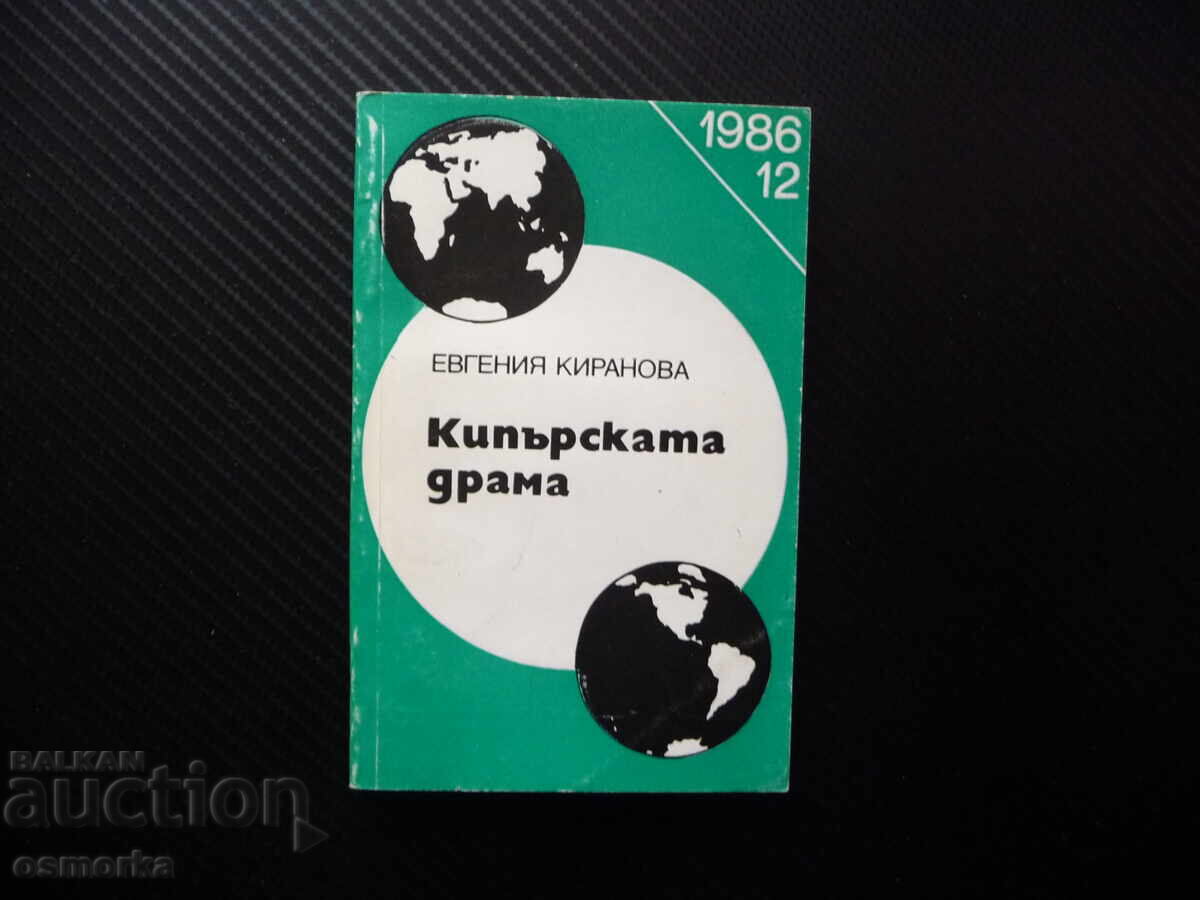 1986
12
ЕВГЕНИЯ КИРАНОВА
Кипърската
драма
BALKAN
auction
osmorka